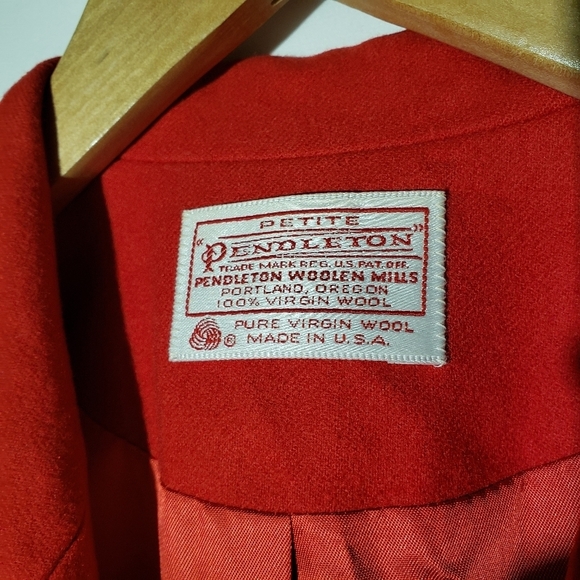 PETITE
"PENDLETON"
TRADE MARK REG. U.S. PAT. OFF.
PENDLETON WOOLEN MILLS
PORTLAND, OREGON
100% VIRGIN WOOL
PURE VIRGIN WOOL
® MADE IN U.S.A.